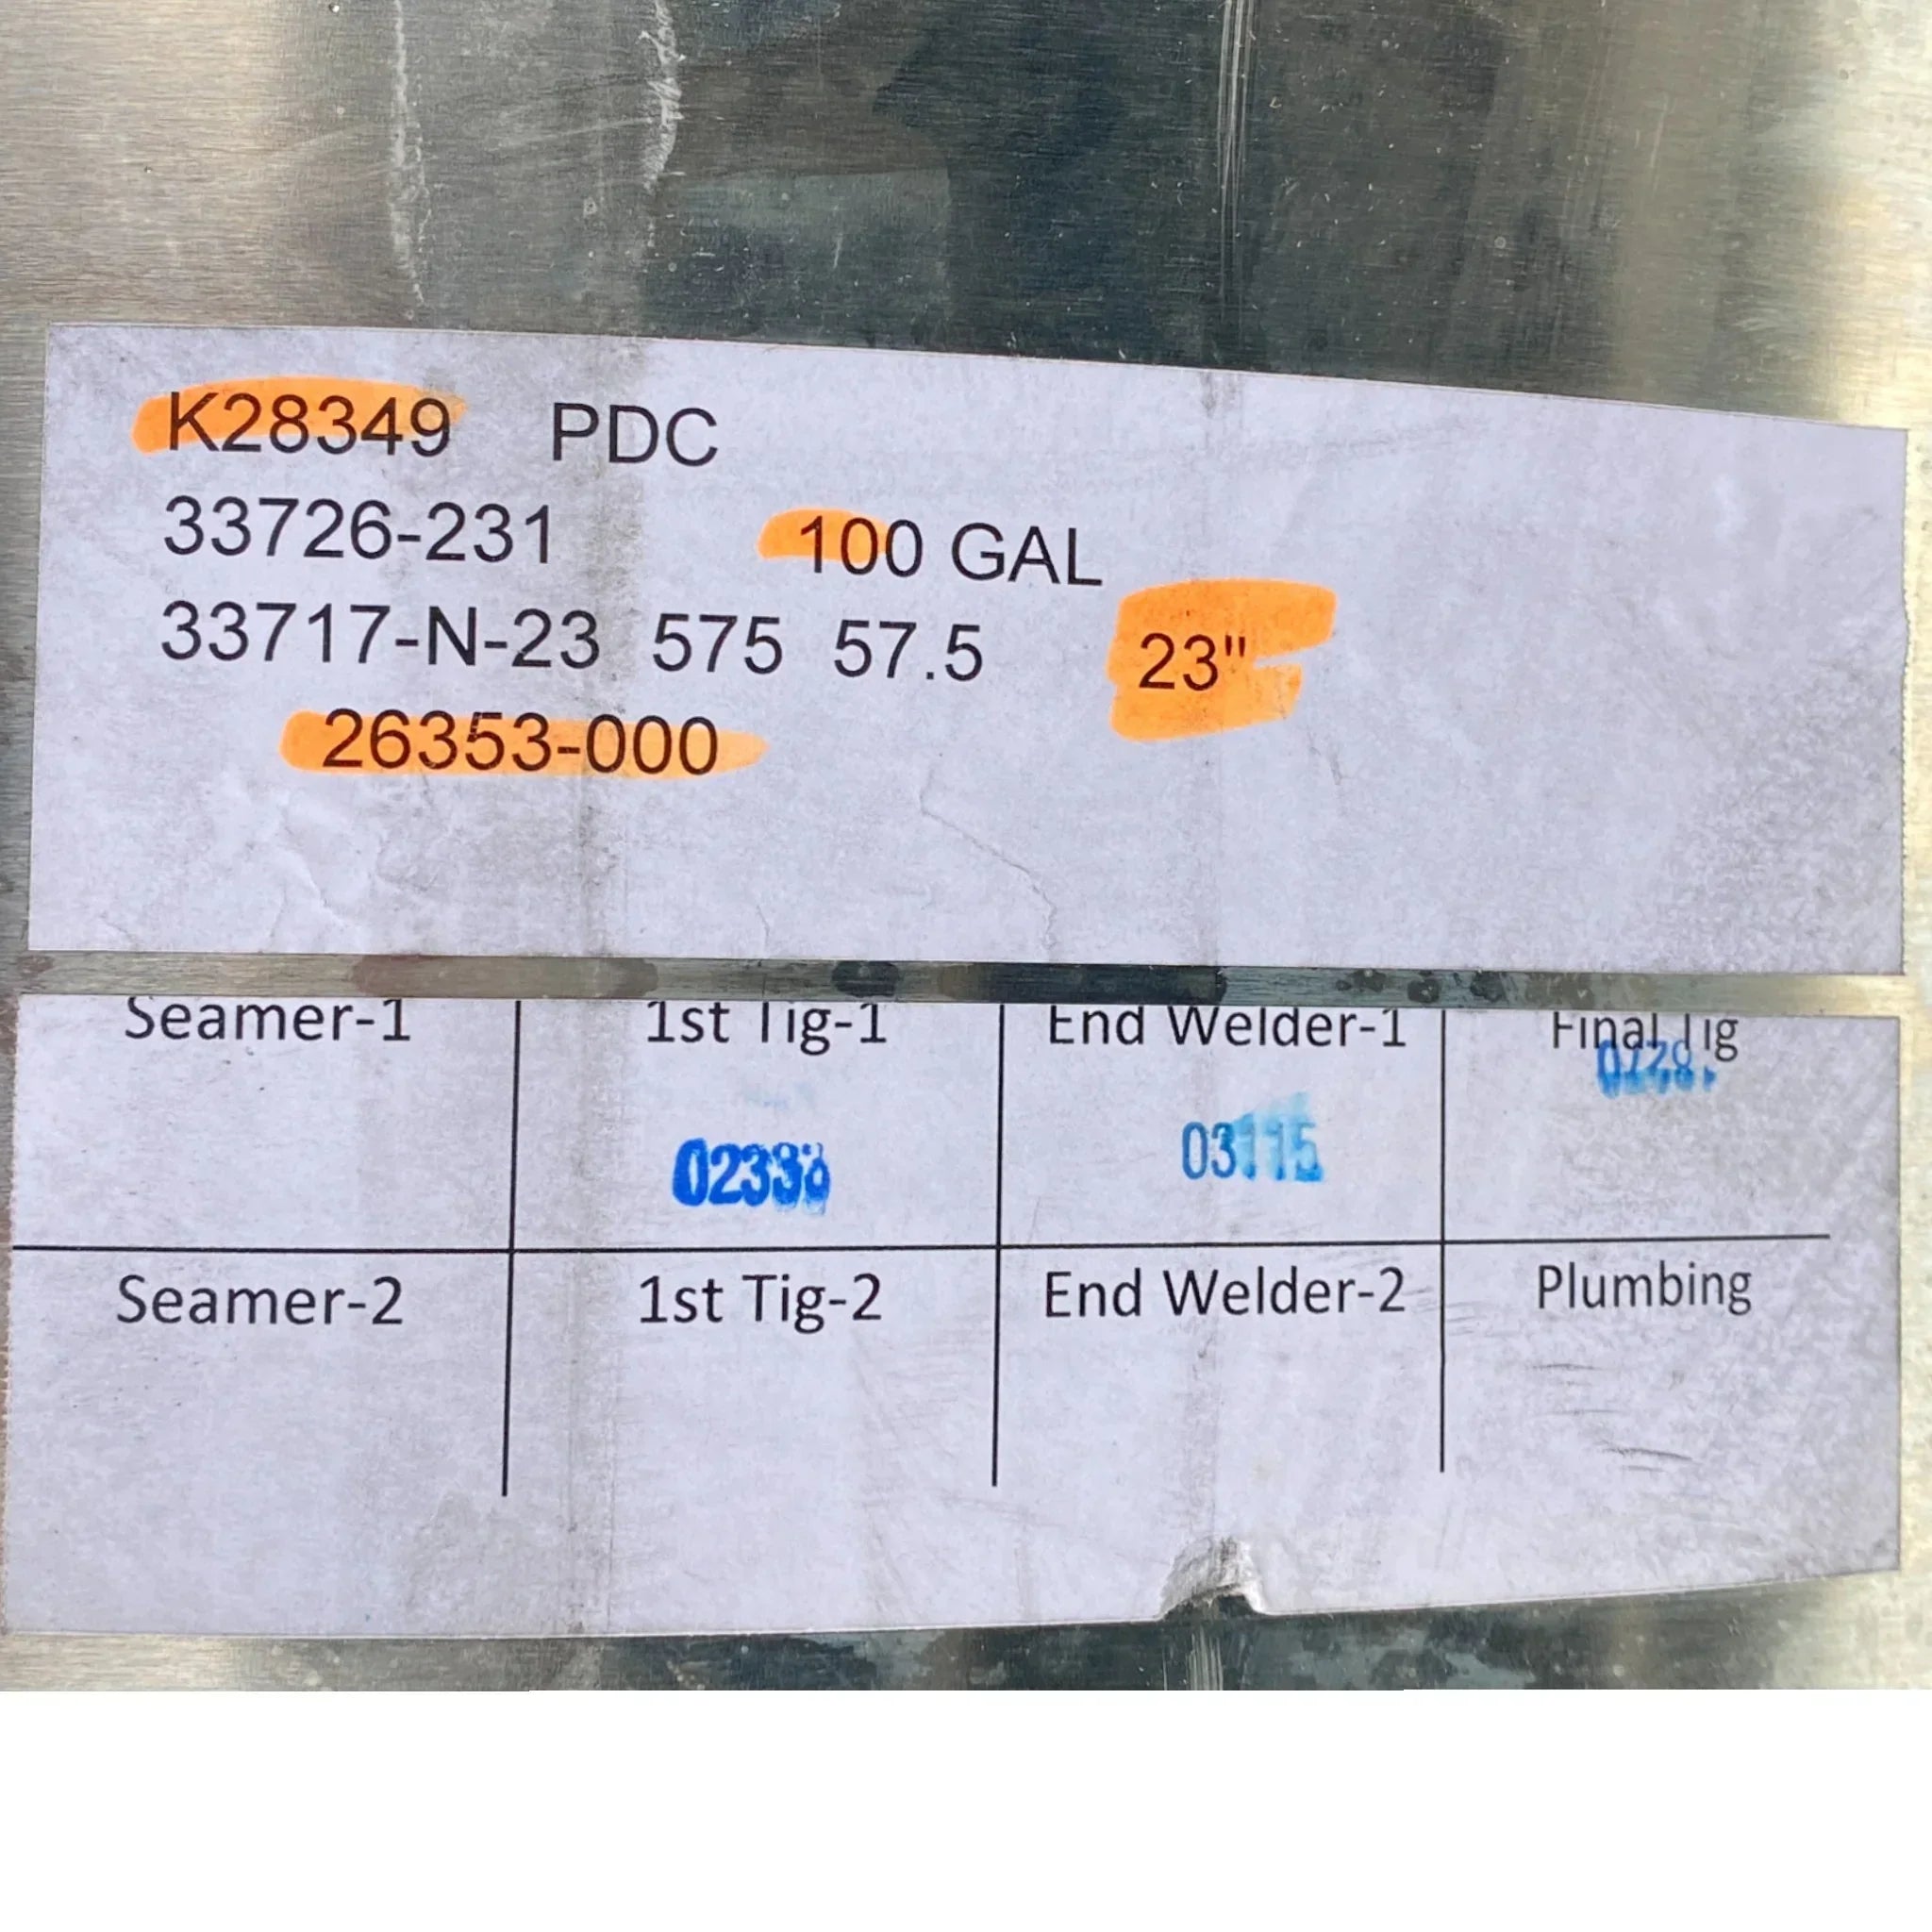 K28349 PDC
33726-231 100 GAL
33717-N-23 575 57.5 23"
26353-000
Seamer-1 1st Tig-1 End Welder-1 Final Tig
03115
Seamer-2 1st Tig-2 End Welder-2 Plumbing